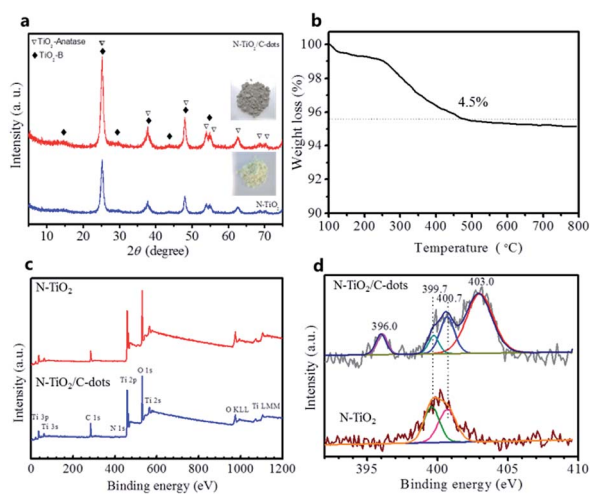 a
▽ TiO2-Anatase
◆ TiO2-B
N-TiO2/C-dots
N-TiO2
Intensity (a. u.)
10 20 30 40 50 60 70
2θ (degree)
b
100
98
96
94
92
90
4.5%
Weight loss (%)
100 200 300 400 500 600 700 800
Temperature ( °C)
c
N-TiO2
N-TiO2/C-dots
Ti 3p
Ti 3s
C 1s
N 1s
Ti 2p
O 1s
Ti 2s
O KLL
Ti LMM
Intensity (a.u.)
0 200 400 600 800 1000 1200
Binding energy (eV)
d
N-TiO2/C-dots
396.0
399.7
400.7
403.0
N-TiO2
Intensity (a.u.)
395 400 405 410
Binding energy (eV)